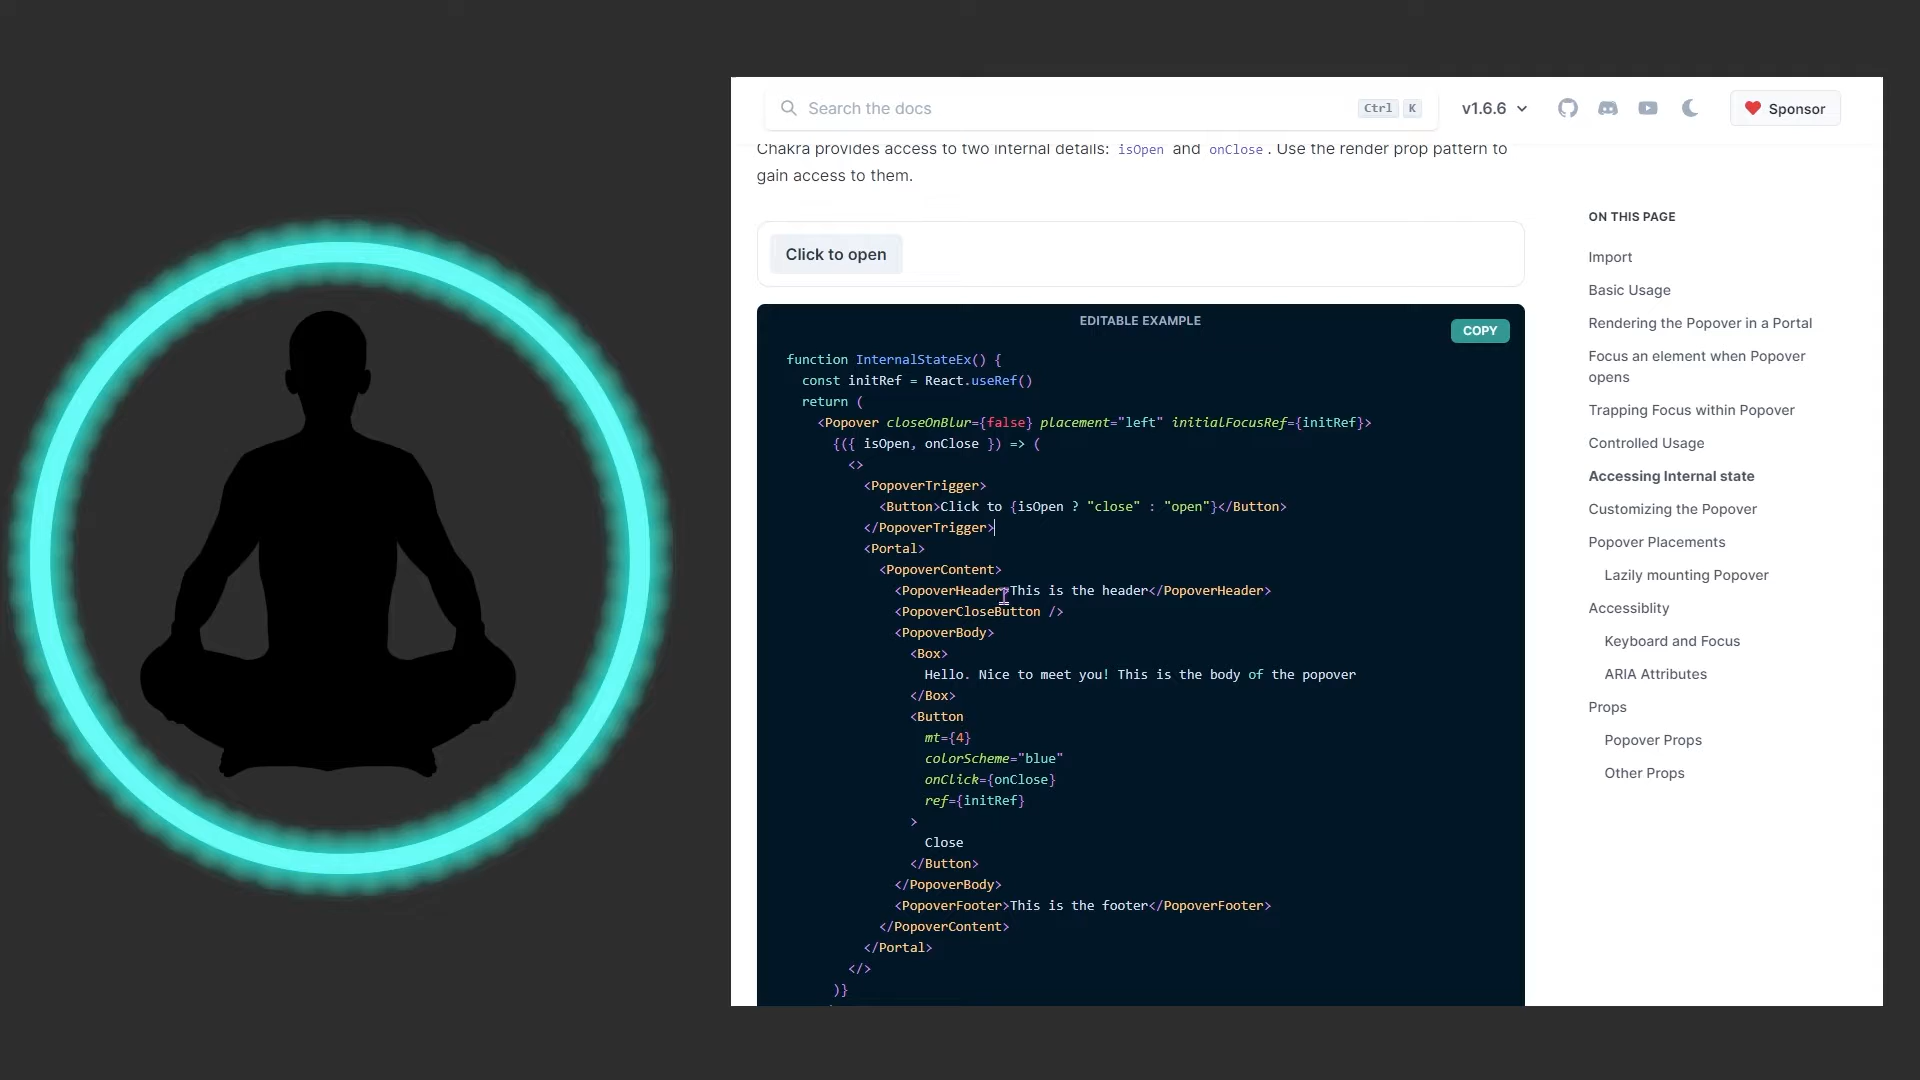 Search the docs
Ctrl K
v1.6.6
Sponsor
Chakra provides access to two internal details: isOpen and onClose. Use the render prop pattern to
gain access to them.
Click to open
EDITABLE EXAMPLE
COPY
function InternalStateEx() {
  const initRef = React.useRef()
  return (
    <Popover closeOnBlur={false} placement="left" initialFocusRef={initRef}>
      {({ isOpen, onClose }) => (
        <>
          <PopoverTrigger>
            <Button>Click to {isOpen ? "close" : "open"}</Button>
          </PopoverTrigger>
          <Portal>
            <PopoverContent>
              <PopoverHeader>This is the header</PopoverHeader>
              <PopoverCloseButton />
              <PopoverBody>
                <Box>
                  Hello. Nice to meet you! This is the body of the popover
                </Box>
                <Button
                  mt={4}
                  colorScheme="blue"
                  onClick={onClose}
                  ref={initRef}
                >
                  Close
                </Button>
              </PopoverBody>
              <PopoverFooter>This is the footer</PopoverFooter>
            </PopoverContent>
          </Portal>
        </>
      )}
ON THIS PAGE
Import
Basic Usage
Rendering the Popover in a Portal
Focus an element when Popover
opens
Trapping Focus within Popover
Controlled Usage
Accessing Internal state
Customizing the Popover
Popover Placements
Lazily mounting Popover
Accessiblity
Keyboard and Focus
ARIA Attributes
Props
Popover Props
Other Props